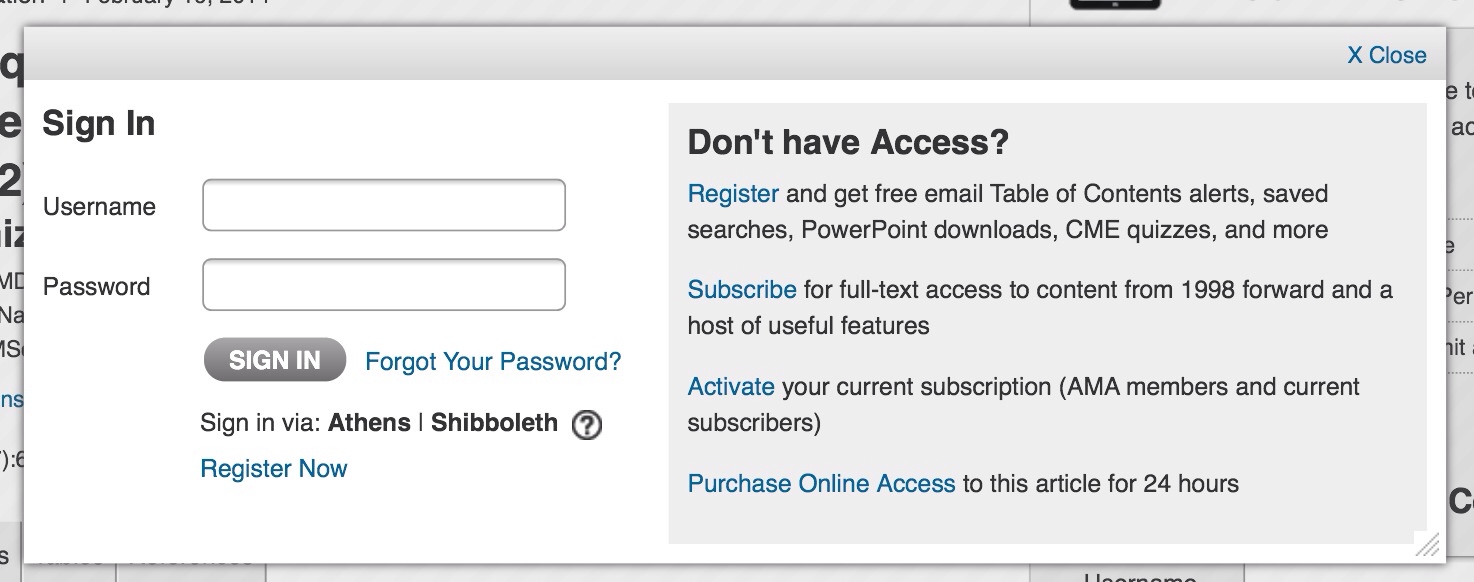 X Close
Sign In
Username
Password
SIGN IN Forgot Your Password?
Sign in via: Athens | Shibboleth ?
Register Now
Don't have Access?
Register and get free email Table of Contents alerts, saved
searches, PowerPoint downloads, CME quizzes, and more
Subscribe for full-text access to content from 1998 forward and a
host of useful features
Activate your current subscription (AMA members and current
subscribers)
Purchase Online Access to this article for 24 hours